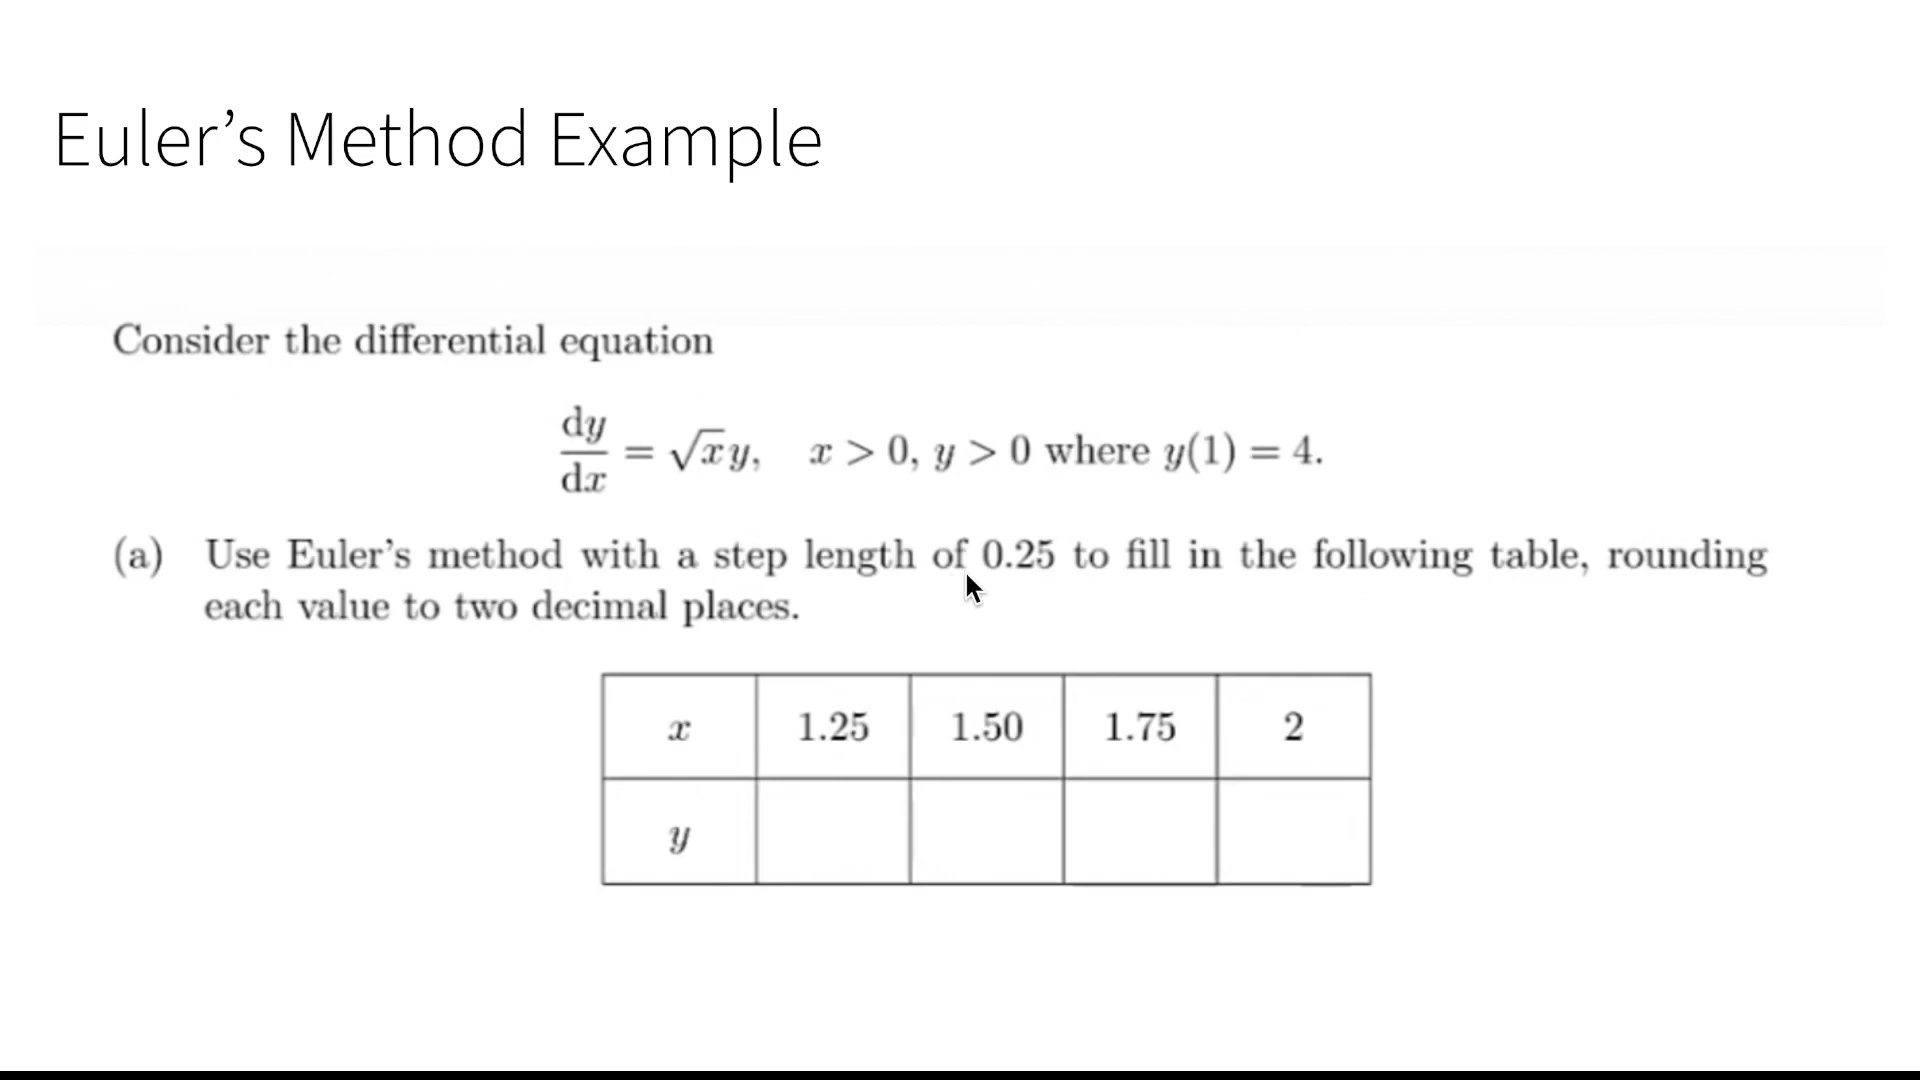 Euler’s Method Example
Consider the differential equation
dy/dx = √x y, x > 0, y > 0 where y(1) = 4.
(a) Use Euler’s method with a step length of 0.25 to fill in the following table, rounding
each value to two decimal places.
x 1.25 1.50 1.75 2
y